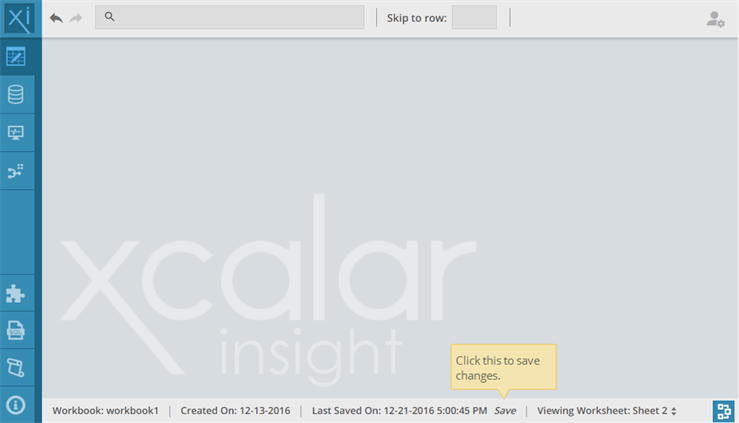 xi
Skip to row:
xcalar
insight
Click this to save
changes.
Workbook: workbook1 | Created On: 12-13-2016 | Last Saved On: 12-21-2016 5:00:45 PM Save | Viewing Worksheet: Sheet 2
SQL